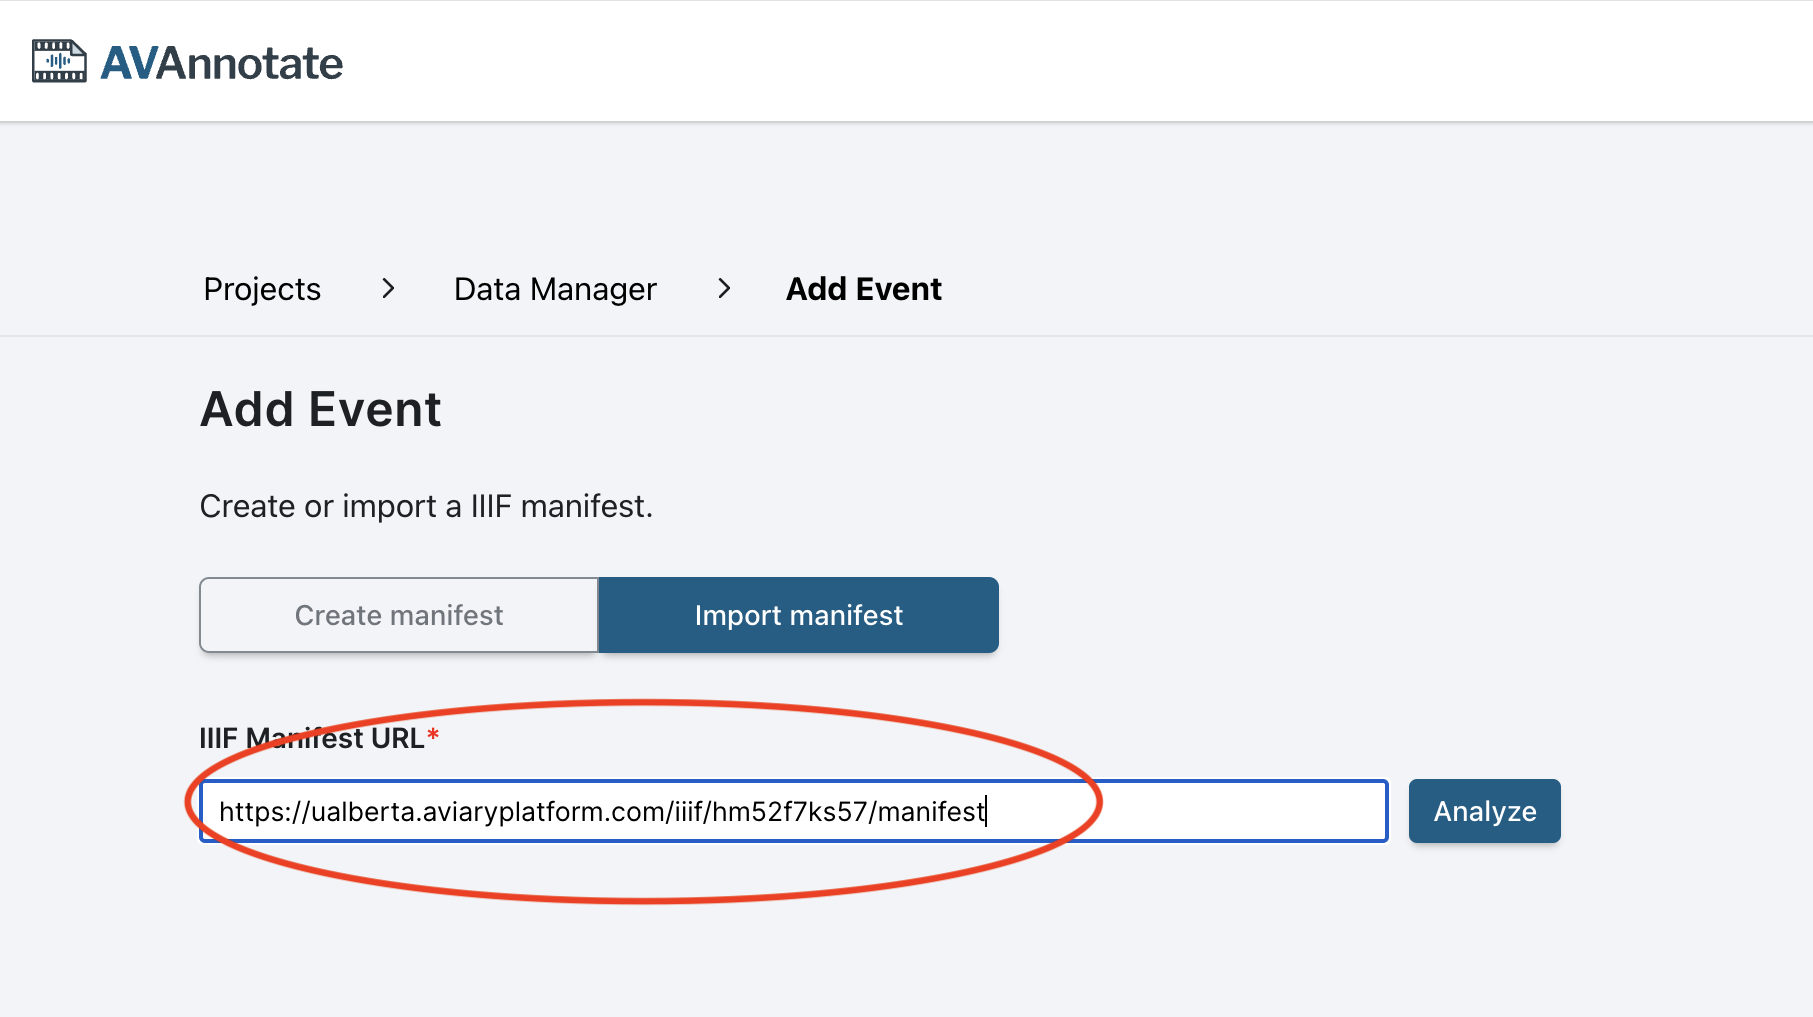 AVAnnotate
Projects > Data Manager > Add Event
Add Event
Create or import a IIIF manifest.
Create manifest Import manifest
IIIF Manifest URL*
https://ualberta.aviaryplatform.com/iiif/hm52f7ks57/manifest Analyze